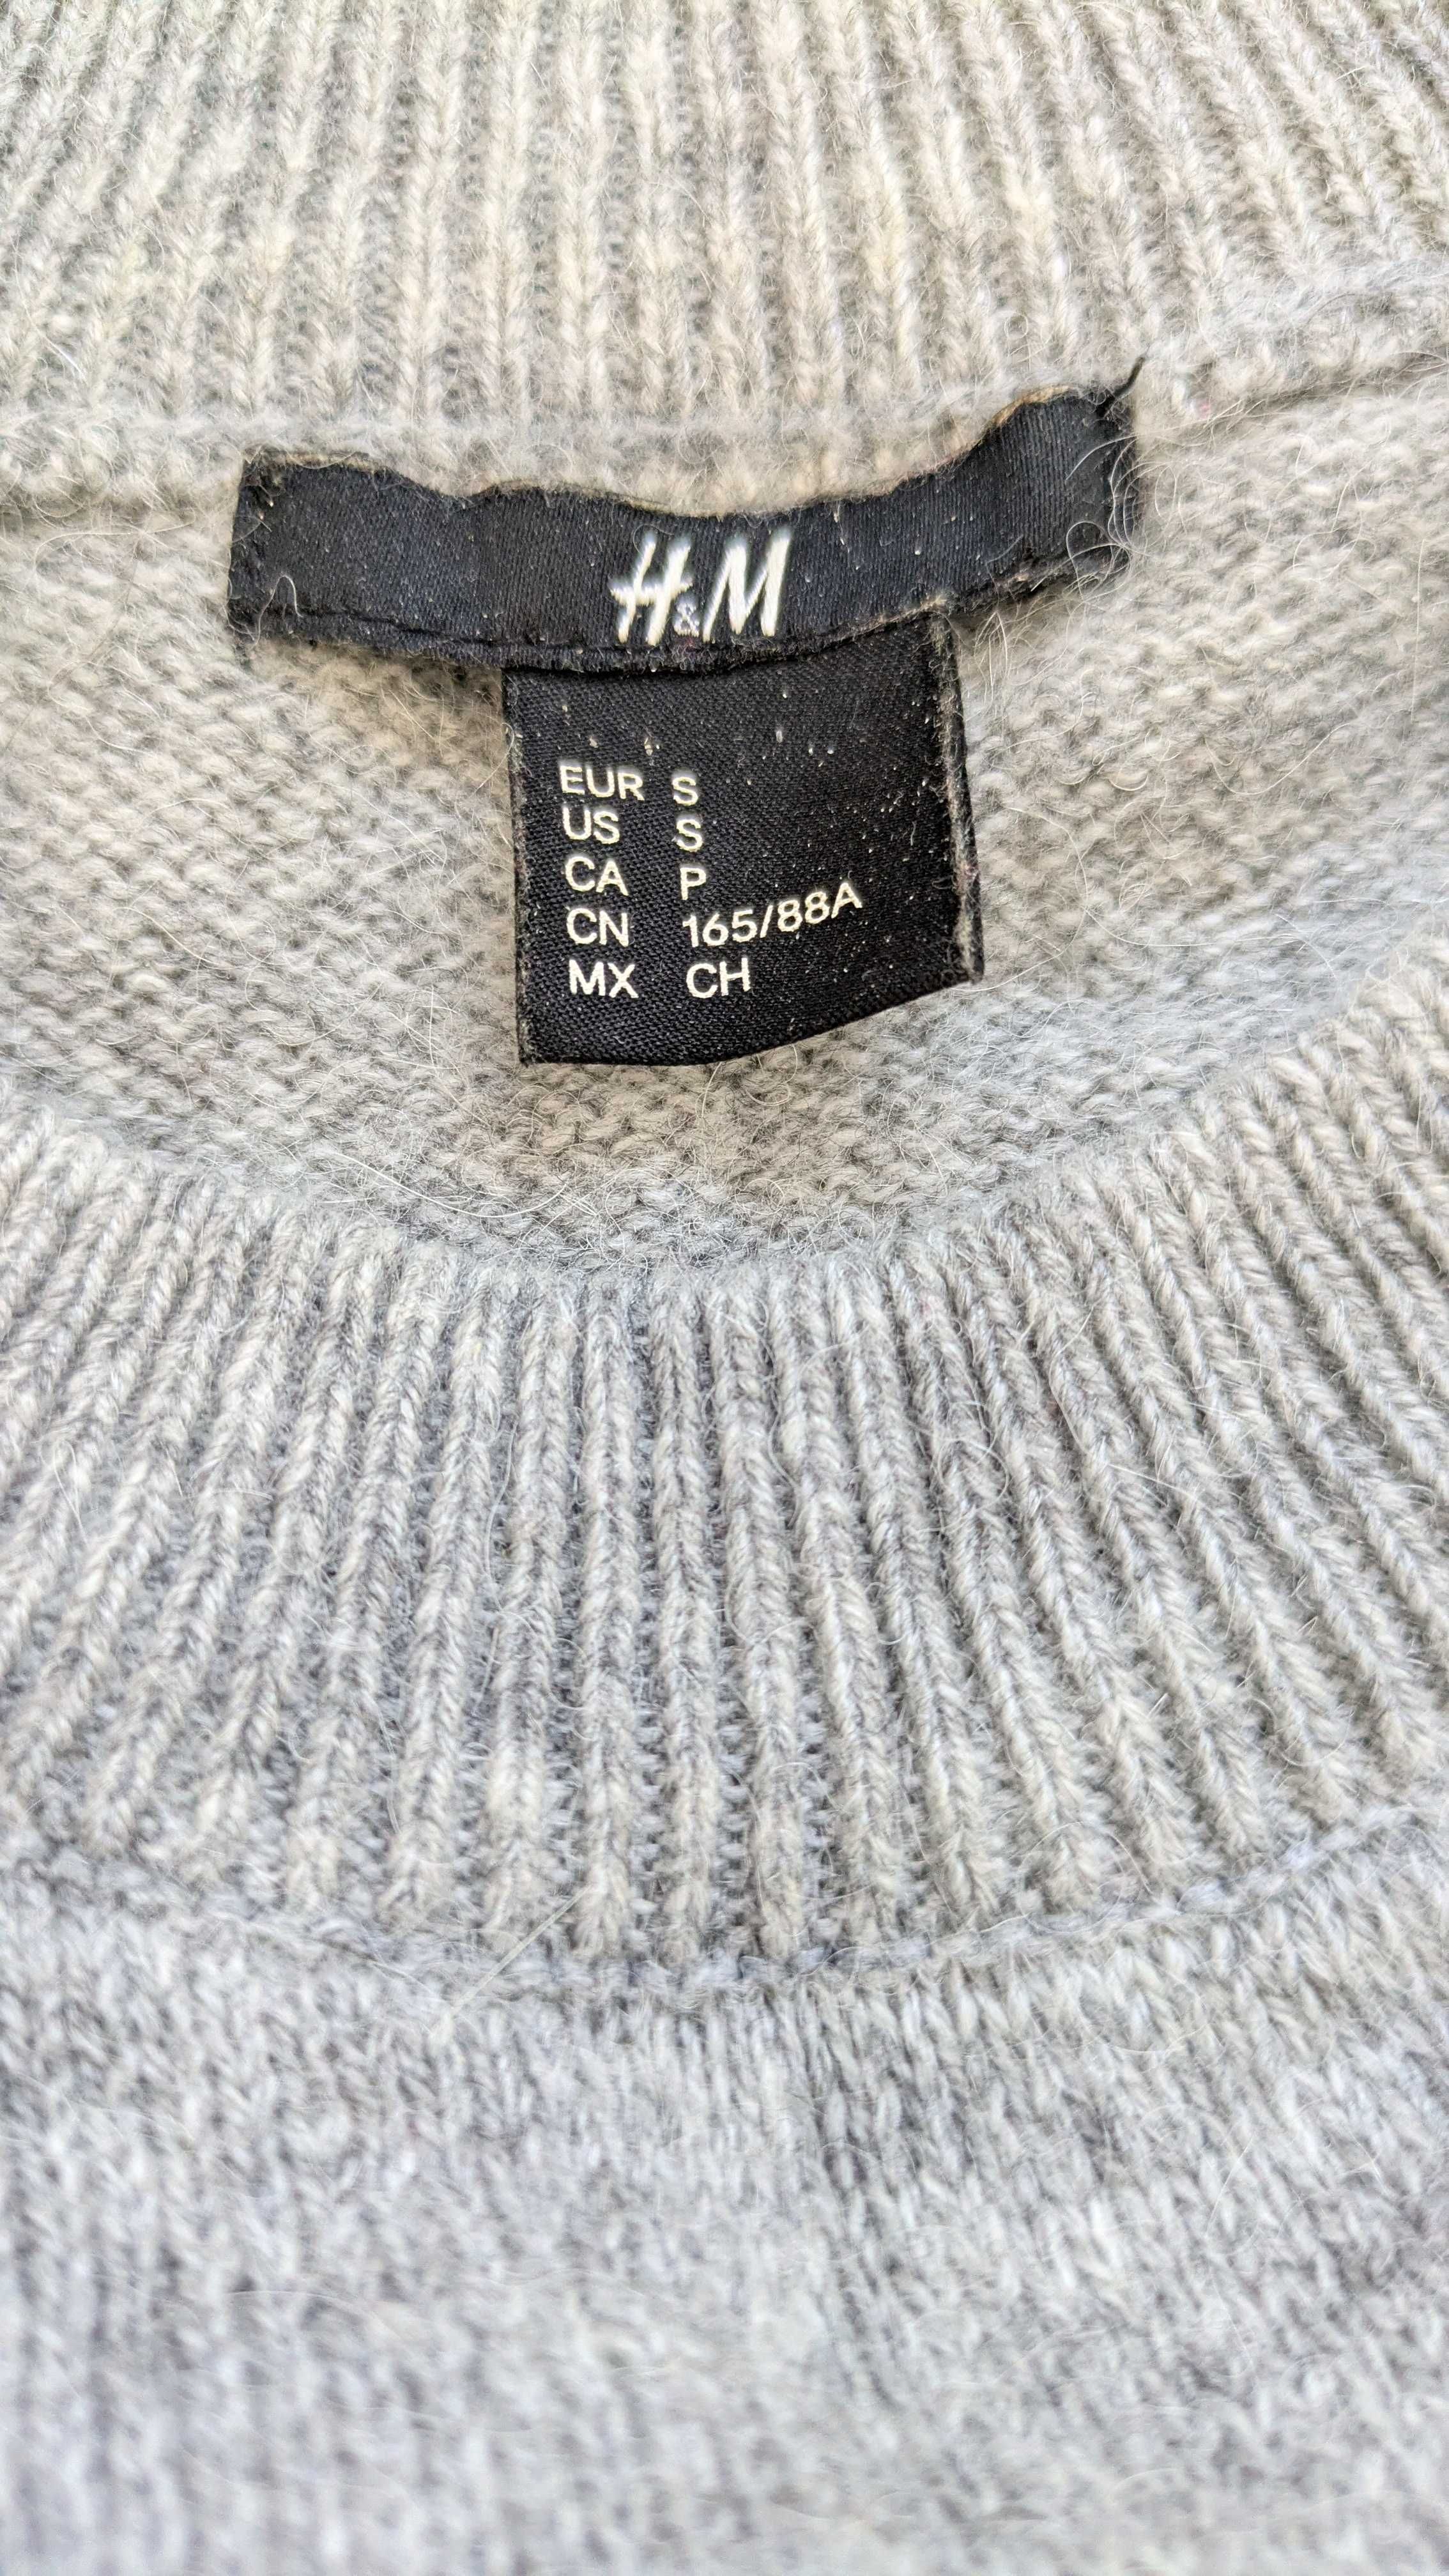 H&M
EUR S
US S
CA P
CN 165/88A
MX CH